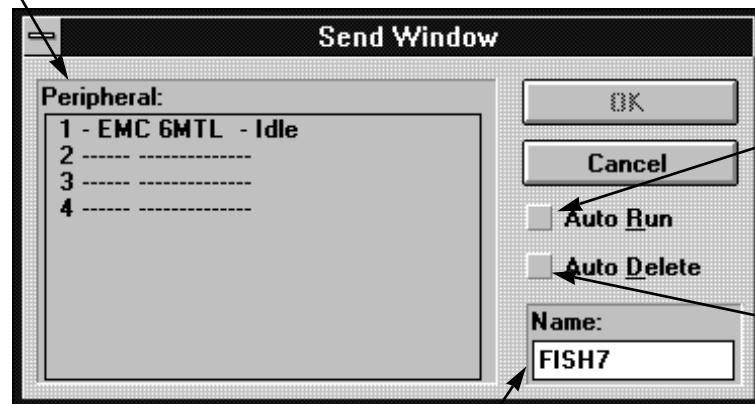 Send Window
Peripheral:
1 - EMC 6MTL - Idle
2 ------ --------------
3 ------ --------------
4 ------ --------------
OK
Cancel
Auto Run
Auto Delete
Name:
FISH7